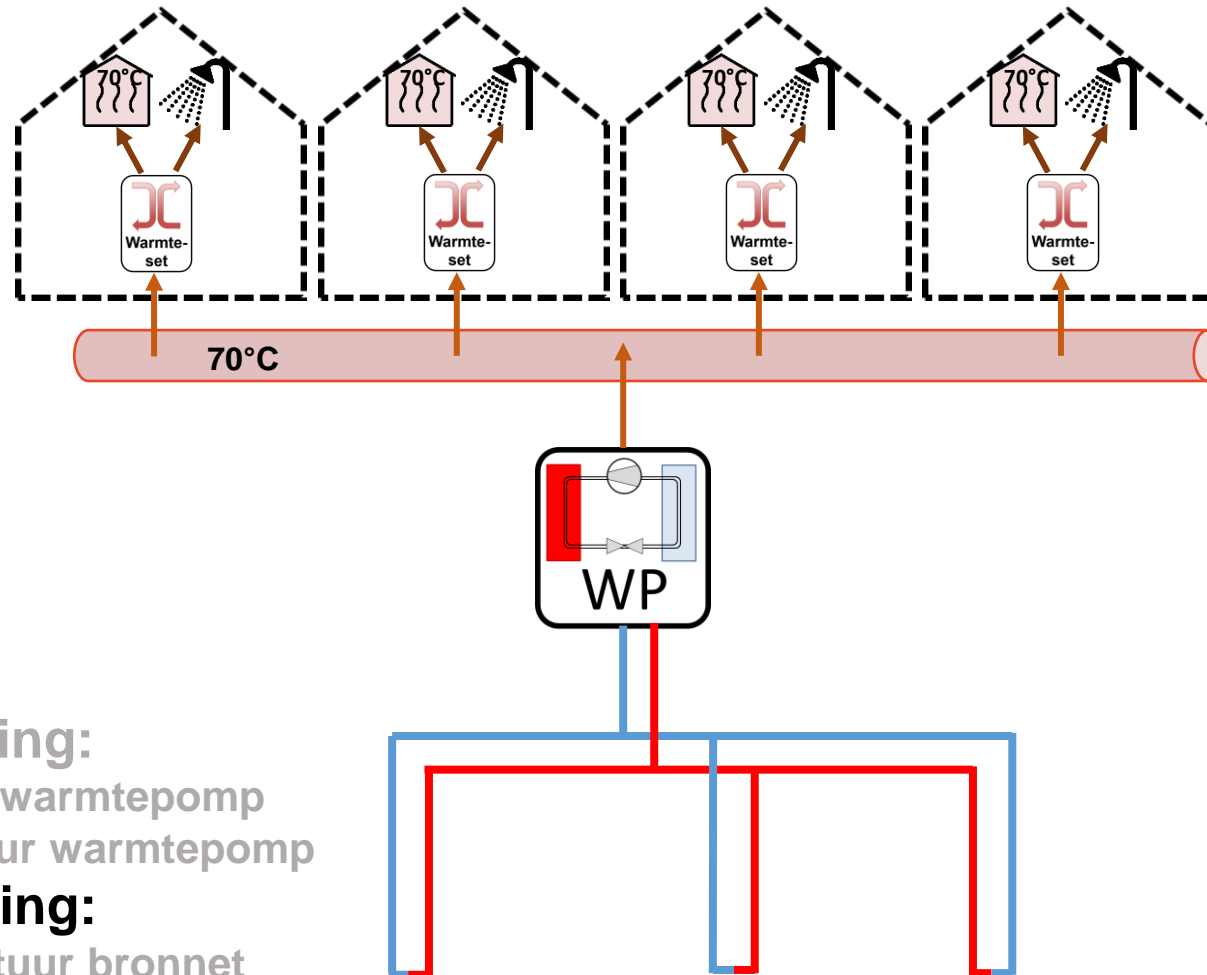 70°C 70°C 70°C 70°C
Warmte- Warmte- Warmte- Warmte-
set set set set
70°C
WP
ing:
warmtepomp
ur warmtepomp
ing:
tuur bronnet